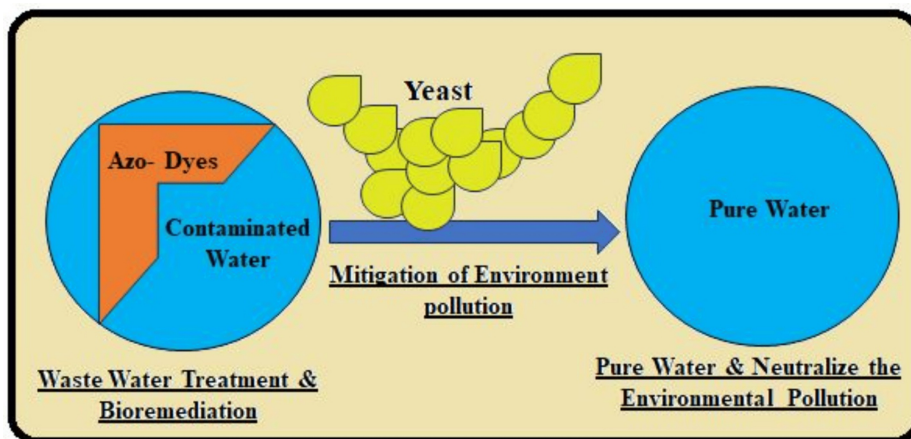 Yeast
Azo- Dyes
Contaminated
Water
Pure Water
Mitigation of Environment
pollution
Waste Water Treatment &
Bioremediation
Pure Water & Neutralize the
Environmental Pollution